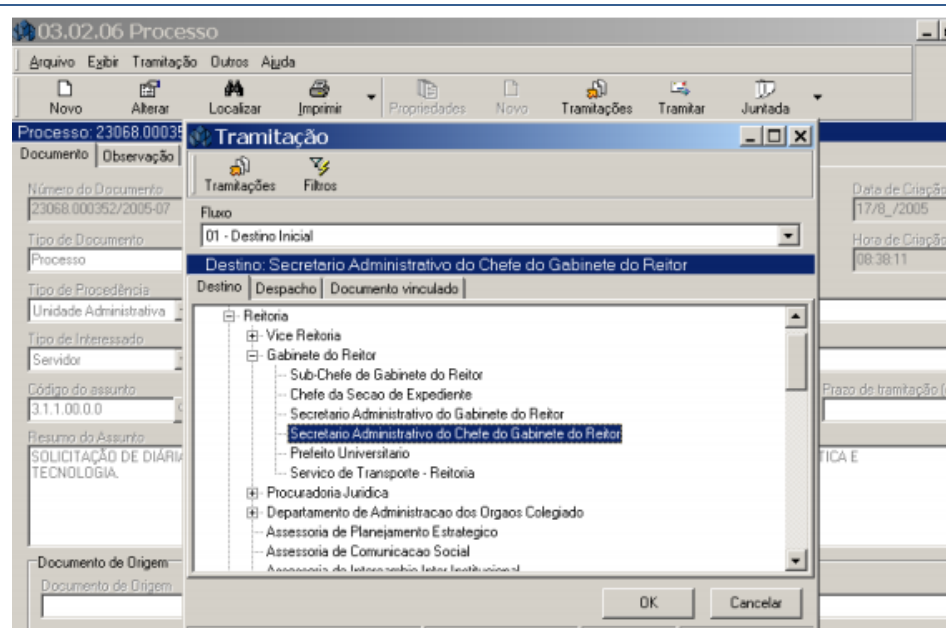 03.02.06 Processo
Arquivo Exibir Tramitação Outros Ajuda
Novo Alterar Localizar Imprimir Propriedades Novo Tramitações Tramitar Juntada
Processo: 23068.00035
Documento Observação
Número do Documento
23068.000352/2005-07
Tipo de Documento
Processo
Tipo de Procedência
Unidade Administrativa
Tipo de Interessado
Servidor
Código do assunto
3.1.1.00.0.0
Resumo do Assunto
SOLICITAÇÃO DE DIÁRI
TECNOLOGIA.
Documento de Origem
Documento de Origem
Tramitação
Tramitações Filtros
Fluxo
01 - Destino Inicial
Destino: Secretario Administrativo do Chefe do Gabinete do Reitor
Destino Despacho Documento vinculado
Reitoria
Vice Reitoria
Gabinete do Reitor
Sub-Chefe de Gabinete do Reitor
Chefe da Secao de Expediente
Secretario Administrativo do Gabinete do Reitor
Secretario Administrativo do Chefe do Gabinete do Reitor
Prefeito Universitario
Servico de Transporte - Reitoria
Procuradoria Juridica
Departamento de Administracao dos Orgaos Colegiado
Assessoria de Planejamento Estrategico
Assessoria de Comunicacao Social
Assessoria de Intercambio Inter Institucional
OK Cancelar
Data de Criação
17/8_/2005
Hora de Criação
08:38:11
Prazo de tramitação (
TICA E